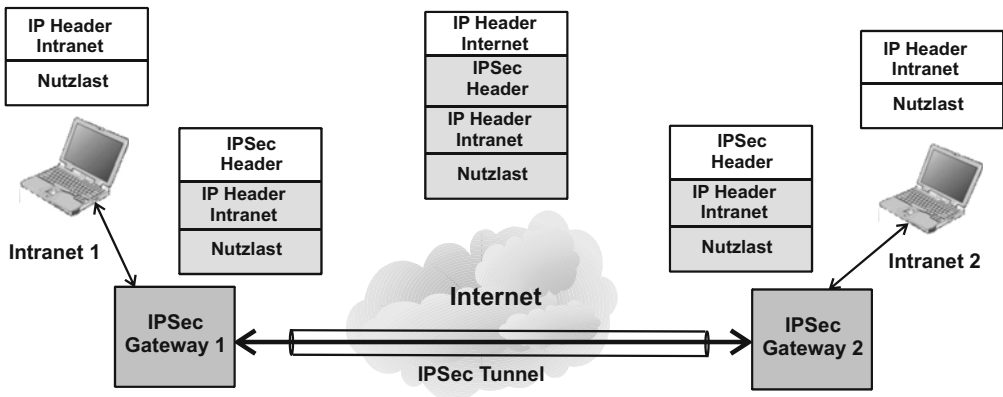 IP Header
Intranet
Nutzlast
IP Header
Internet
IPSec
Header
IP Header
Intranet
Nutzlast
IP Header
Intranet
Nutzlast
IPSec
Header
IP Header
Intranet
Nutzlast
IPSec
Header
IP Header
Intranet
Nutzlast
Intranet 1
Intranet 2
Internet
IPSec
Gateway 1
IPSec
Gateway 2
IPSec Tunnel